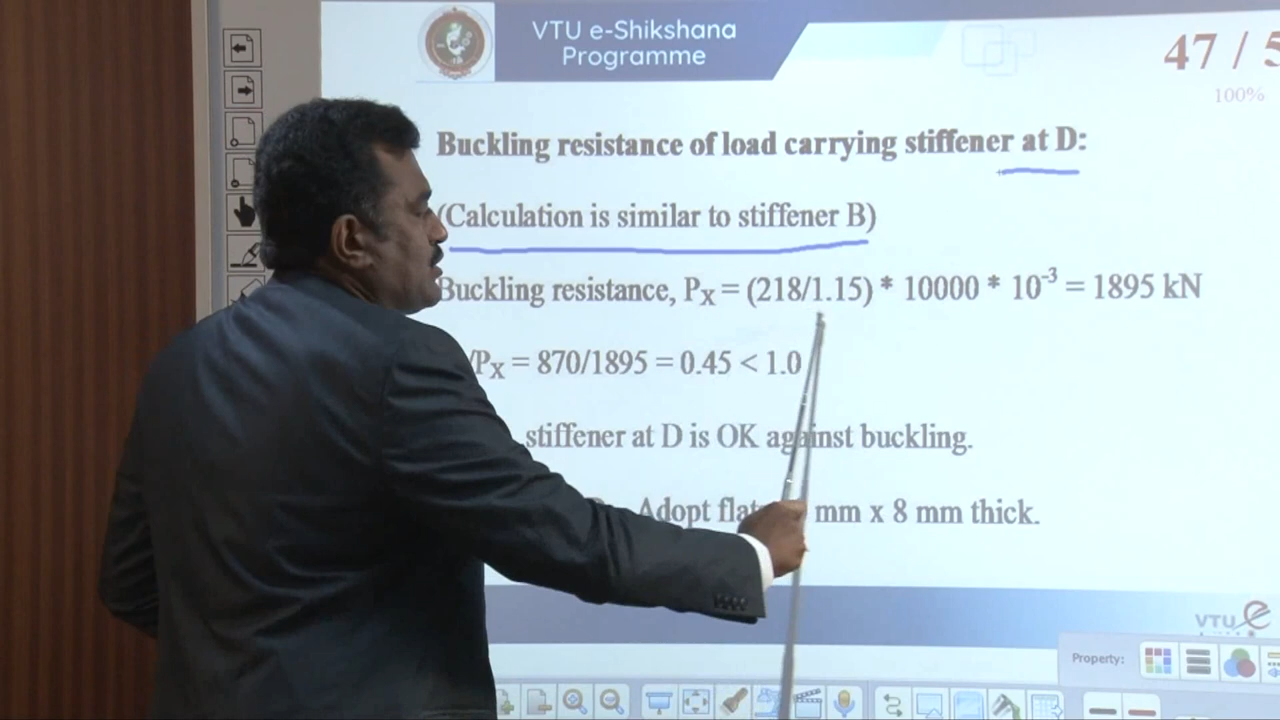 VTU e-Shikshana
Programme
47 / 5
100%
Buckling resistance of load carrying stiffener at D:
(Calculation is similar to stiffener B)
Buckling resistance, Pₓ = (218/1.15) * 10000 * 10⁻³ = 1895 kN
/Pₓ = 870/1895 = 0.45 < 1.0
stiffener at D is OK against buckling.
Adopt flat mm x 8 mm thick.
VTU
Property: